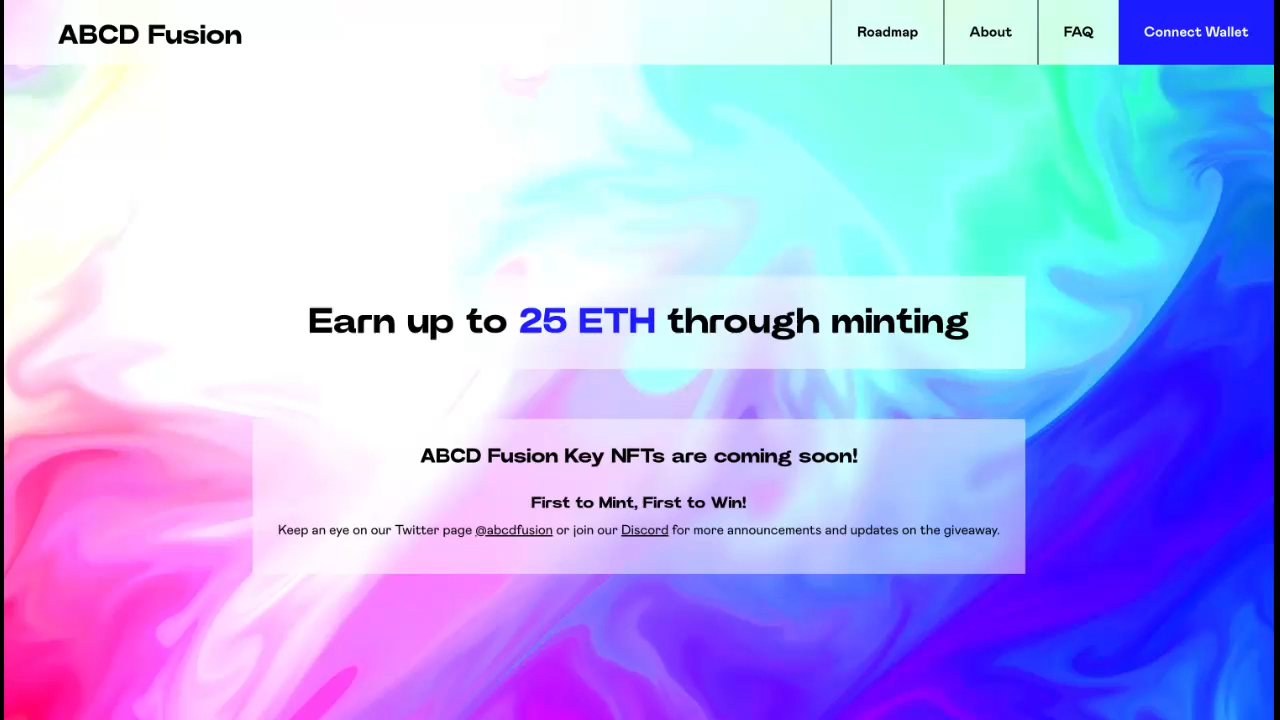 ABCD Fusion
Roadmap
About
FAQ
Connect Wallet
Earn up to 25 ETH through minting
ABCD Fusion Key NFTs are coming soon!
First to Mint, First to Win!
Keep an eye on our Twitter page @abcdfusion or join our Discord for more announcements and updates on the giveaway.